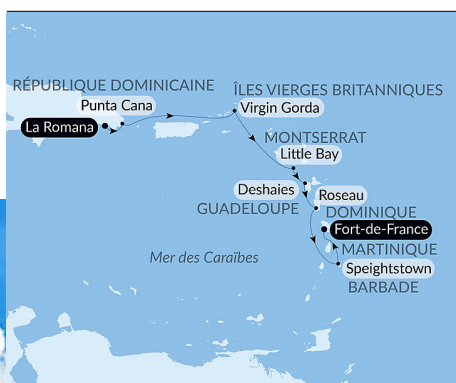 RÉPUBLIQUE DOMINICAINE
ÎLES VIERGES BRITANNIQUES
Punta Cana
Virgin Gorda
La Romana
MONTSERRAT
Little Bay
Deshaies
Roseau
GUADELOUPE
DOMINIQUE
Fort-de-France
MARTINIQUE
Mer des Caraïbes
Speightstown
BARBADE